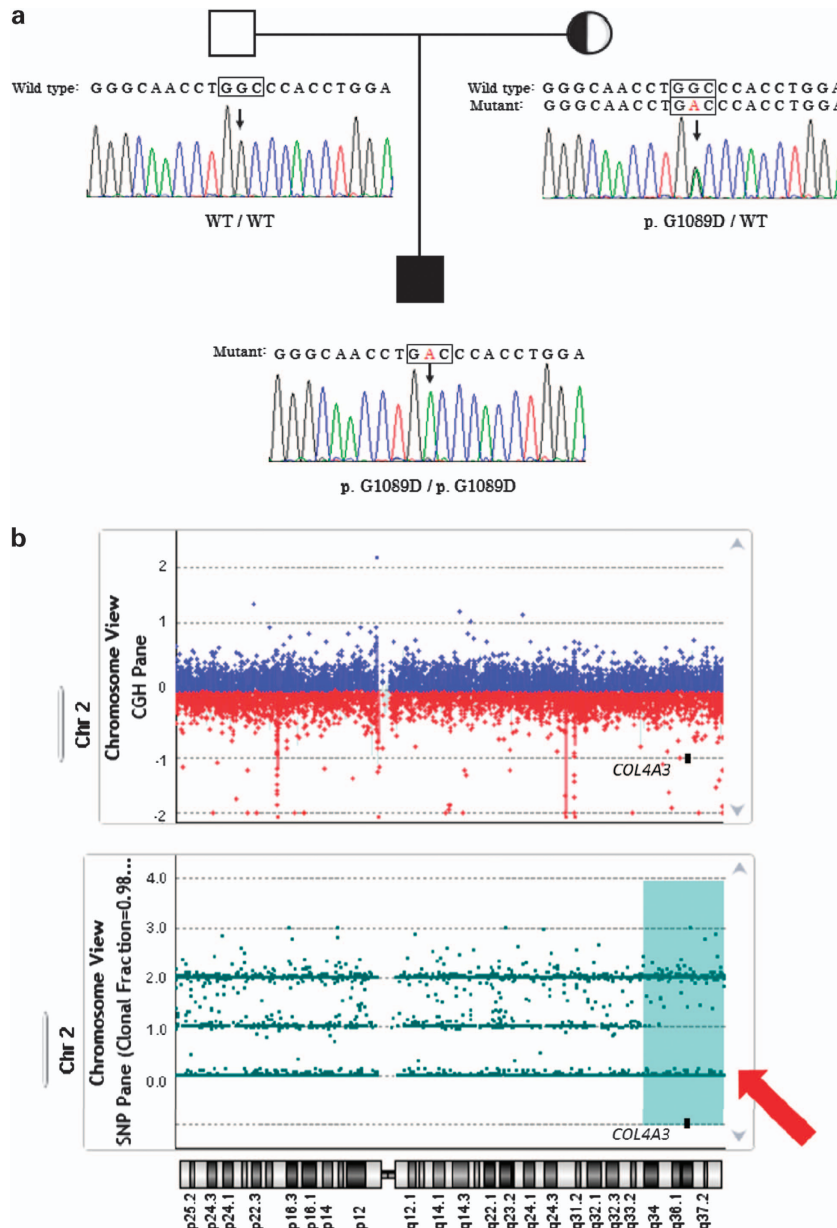 a
Wild type: G G G C A A C C T G G C C C A C C T G G A
WT / WT
Wild type: G G G C A A C C T G G C C C A C C T G G A
Mutant: G G G C A A C C T G A C C C A C C T G G A
p. G1089D / WT
Mutant: G G G C A A C C T G A C C C A C C T G G A
p. G1089D / p. G1089D
b
Chr 2
Chromosome View
CGH Pane
2
1
0
-1
-2
COL4A3
Chr 2
Chromosome View
SNP Pane (Clonal Fraction=0.98...
4.0
3.0
2.0
1.0
0.0
COL4A3
p25.2 p24.3 p24.1 p22.3 p16.3 p16.1 p14 p12 q12.1 q14.1 q14.3 q22.1 q23.2 q24.1 q24.3 q31.2 q32.1 q32.3 q33.2 q34 q36.1 q37.2